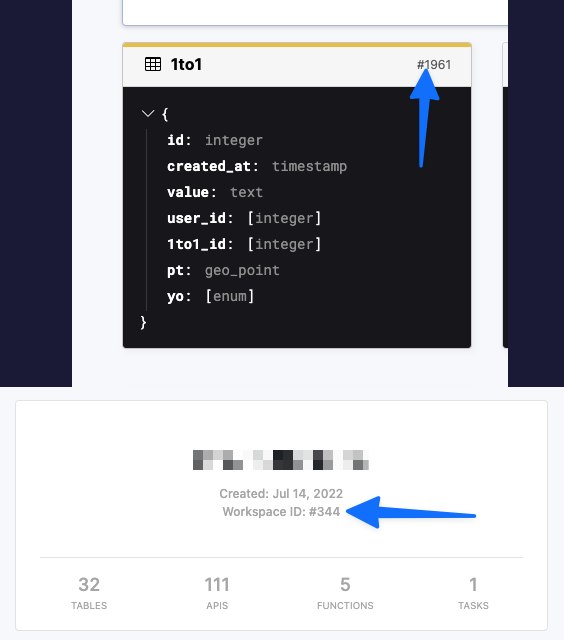 1to1 #1961
{
id: integer
created_at: timestamp
value: text
user_id: [integer]
1to1_id: [integer]
pt: geo_point
yo: [enum]
}
Created: Jul 14, 2022
Workspace ID: #344
32 111 5 1
TABLES APIS FUNCTIONS TASKS